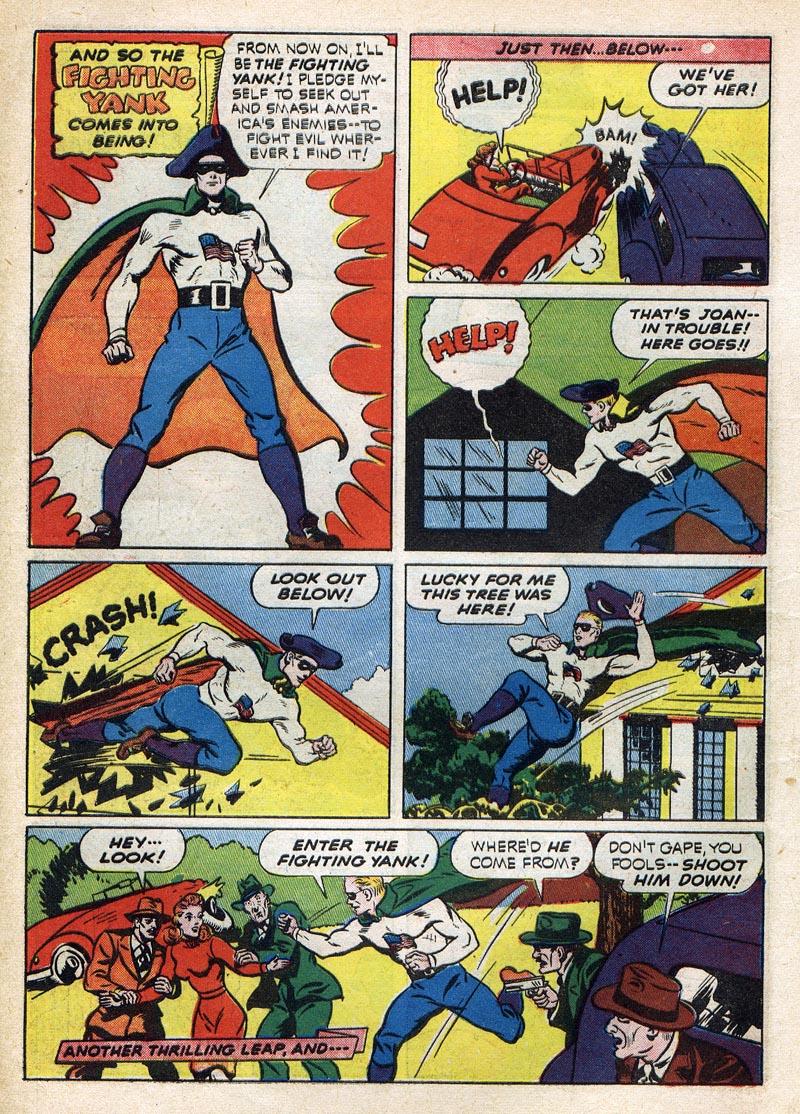 AND SO THE
FIGHTING
YANK
COMES INTO
BEING!
FROM NOW ON, I'LL
BE THE FIGHTING
YANK! I PLEDGE MY-
SELF TO SEEK OUT
AND SMASH AMER-
ICA'S ENEMIES--TO
FIGHT EVIL WHER-
EVER I FIND IT!
JUST THEN...BELOW---
HELP!
WE'VE
GOT HER!
BAM!
HELP!
THAT'S JOAN--
IN TROUBLE!
HERE GOES!!
CRASH!
LOOK OUT
BELOW!
LUCKY FOR ME
THIS TREE WAS
HERE!
HEY---
LOOK!
ENTER THE
FIGHTING YANK!
WHERE'D HE
COME FROM?
DON'T GAPE, YOU
FOOLS--SHOOT
HIM DOWN!
ANOTHER THRILLING LEAP, AND---